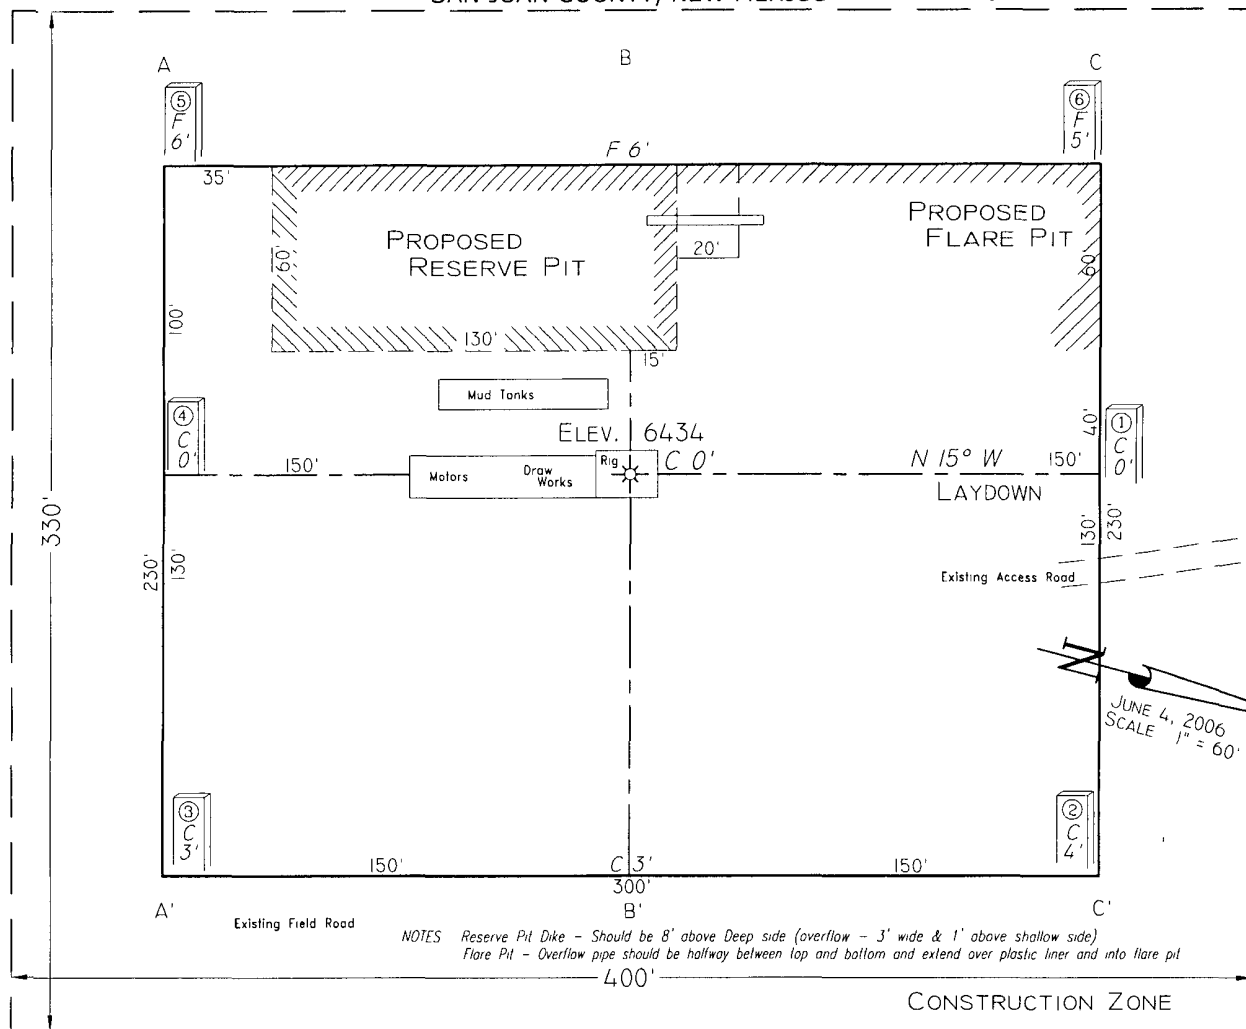 A
B
C
⑤
F
6'
⑥
F
5'
F 6'
35'
PROPOSED
RESERVE PIT
PROPOSED
FLARE PIT
20'
60'
60'
100'
130'
15'
Mud Tanks
④
C
0'
①
C
0'
40'
ELEV. 6434
C 0'
150'
Motors
Draw
Works
Rig
N 15° W
150'
LAYDOWN
330'
230'
130'
130'
230'
Existing Access Road
N
JUNE 4, 2006
SCALE 1" = 60'
③
C
3'
②
C
4'
150'
C 3'
150'
300'
A'
B'
C'
Existing Field Road
NOTES Reserve Pit Dike - Should be 8' above Deep side (overflow - 3' wide & 1' above shallow side)
Flare Pit - Overflow pipe should be halfway between top and bottom and extend over plastic liner and into flare pit
400'
CONSTRUCTION ZONE